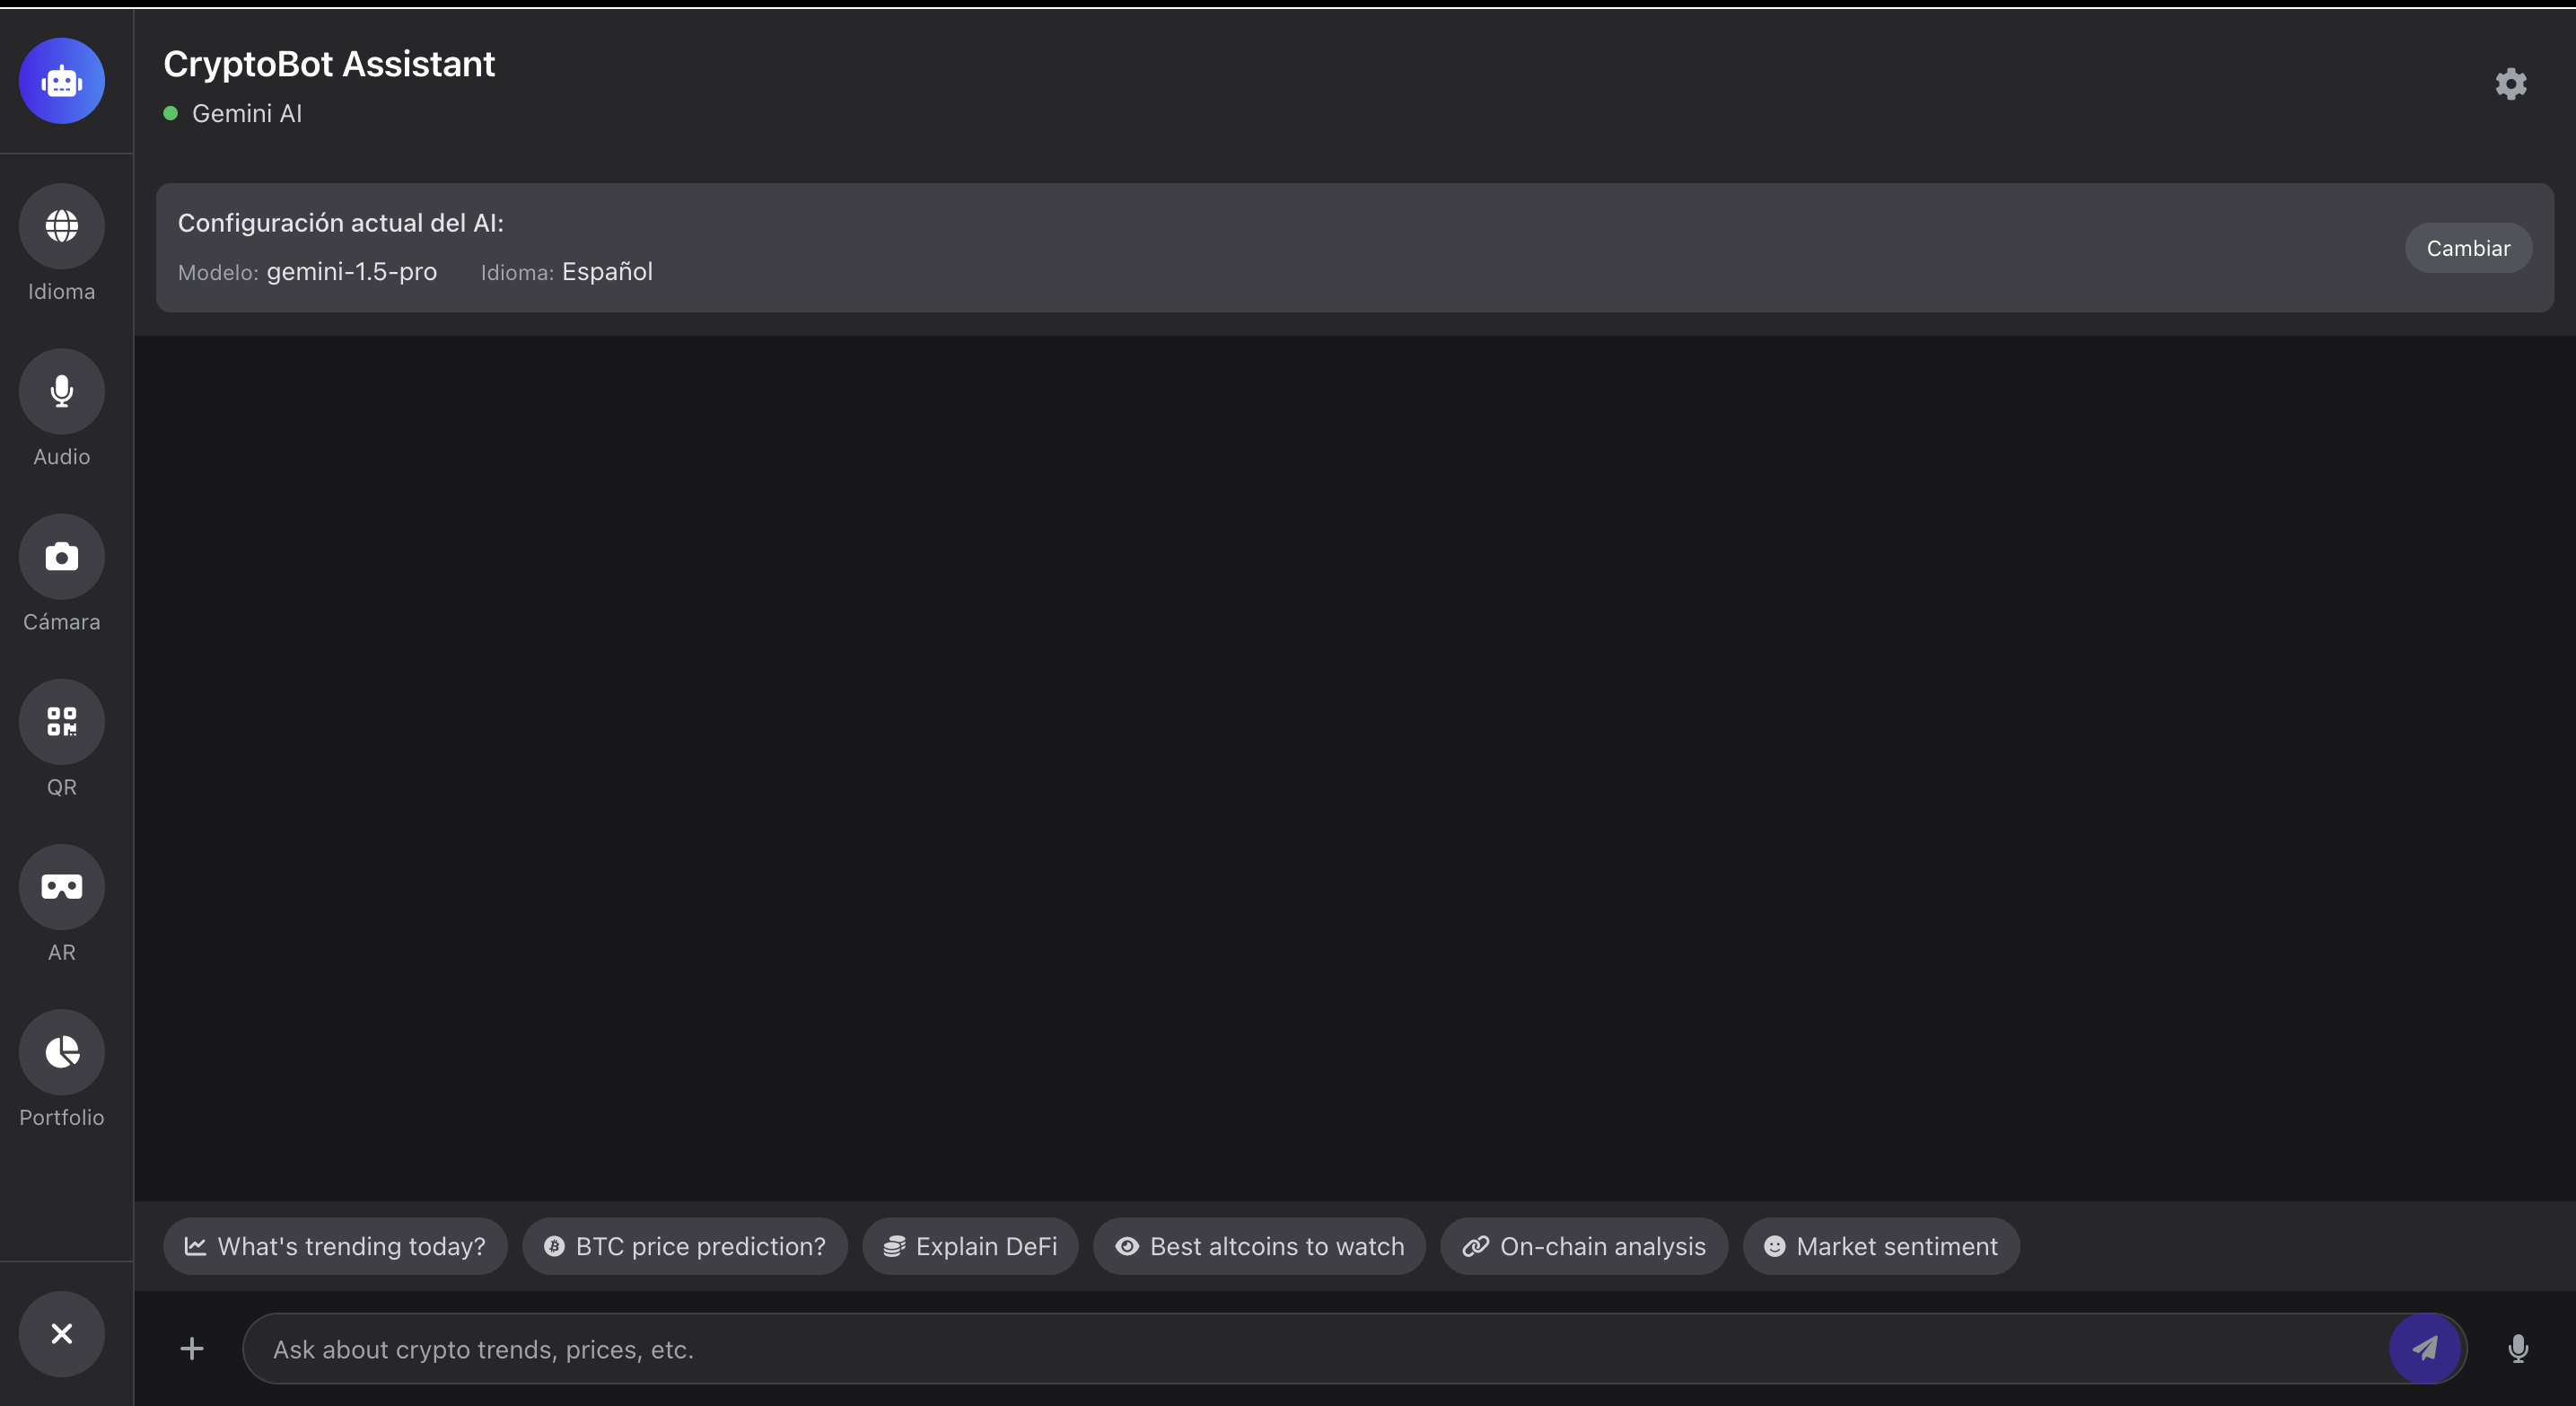 CryptoBot Assistant
Gemini AI
Configuración actual del AI:
Modelo: gemini-1.5-pro Idioma: Español
Cambiar
Idioma
Audio
Cámara
QR
AR
Portfolio
What's trending today?
BTC price prediction?
Explain DeFi
Best altcoins to watch
On-chain analysis
Market sentiment
Ask about crypto trends, prices, etc.